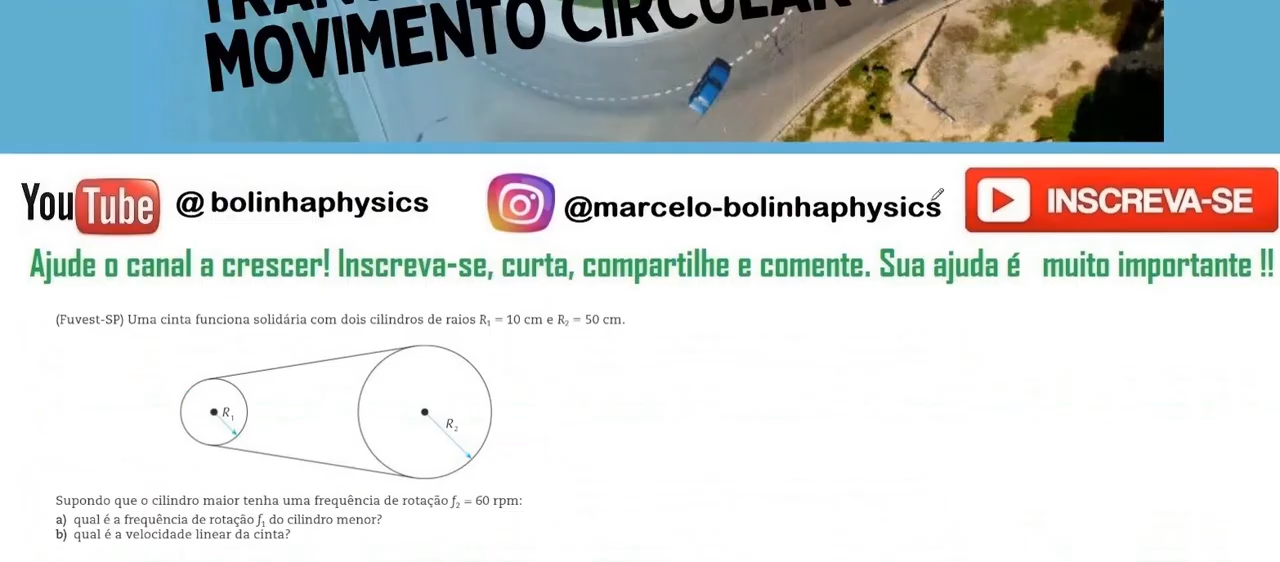 MOVIMENTO CIRCULAR
YouTube @bolinhaphysics @marcelo-bolinhaphysics INSCREVA-SE
Ajude o canal a crescer! Inscreva-se, curta, compartilhe e comente. Sua ajuda é muito importante !!
(Fuvest-SP) Uma cinta funciona solidária com dois cilindros de raios R₁ = 10 cm e R₂ = 50 cm.
R₁
R₂
Supondo que o cilindro maior tenha uma frequência de rotação f₂ = 60 rpm:
a) qual é a frequência de rotação f₁ do cilindro menor?
b) qual é a velocidade linear da cinta?